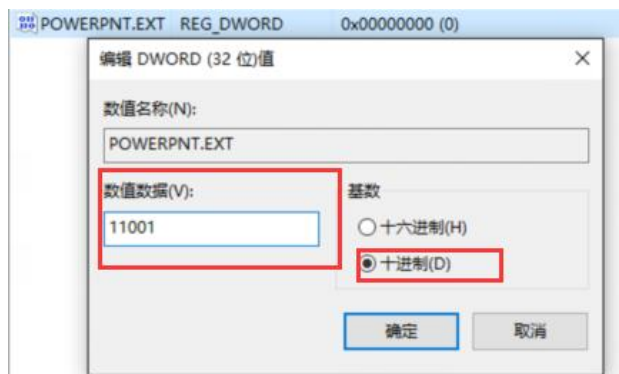 POWERPNT.EXT REG_DWORD 0x00000000 (0)
编辑 DWORD (32 位)值
数值名称(N):
POWERPNT.EXT
数值数据(V):
11001
基数
十六进制(H)
十进制(D)
确定 取消